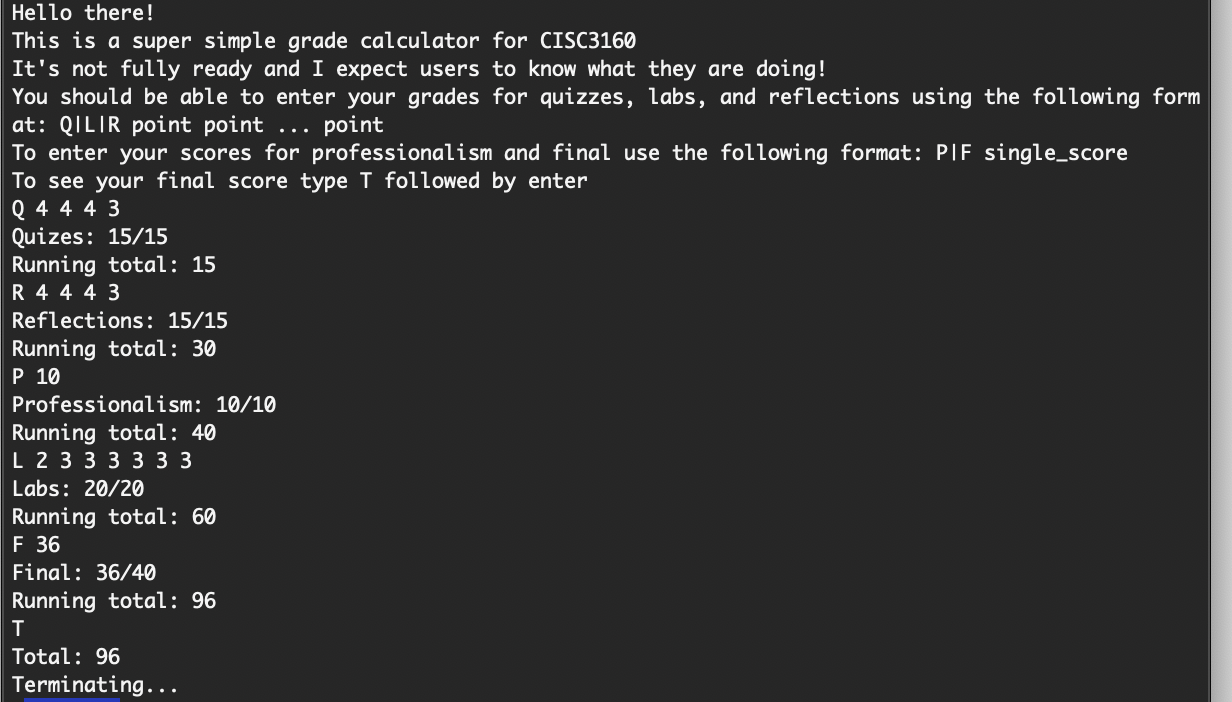 Hello there!
This is a super simple grade calculator for CISC3160
It's not fully ready and I expect users to know what they are doing!
You should be able to enter your grades for quizzes, labs, and reflections using the following form
at: Q|L|R point point ... point
To enter your scores for professionalism and final use the following format: P|F single_score
To see your final score type T followed by enter
Q 4 4 4 3
Quizes: 15/15
Running total: 15
R 4 4 4 3
Reflections: 15/15
Running total: 30
P 10
Professionalism: 10/10
Running total: 40
L 2 3 3 3 3 3 3
Labs: 20/20
Running total: 60
F 36
Final: 36/40
Running total: 96
T
Total: 96
Terminating...